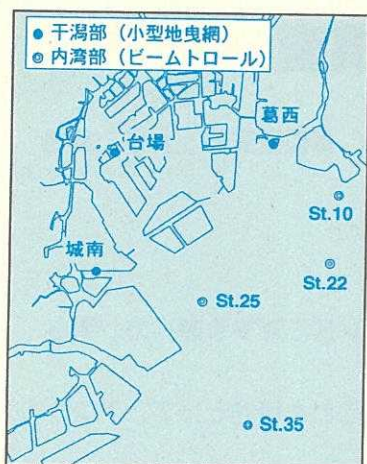 ● 干潟部（小型地曳網）
◎ 内湾部（ビームトロール）
葛西
台場
St.10
城南
St.22
St.25
St.35